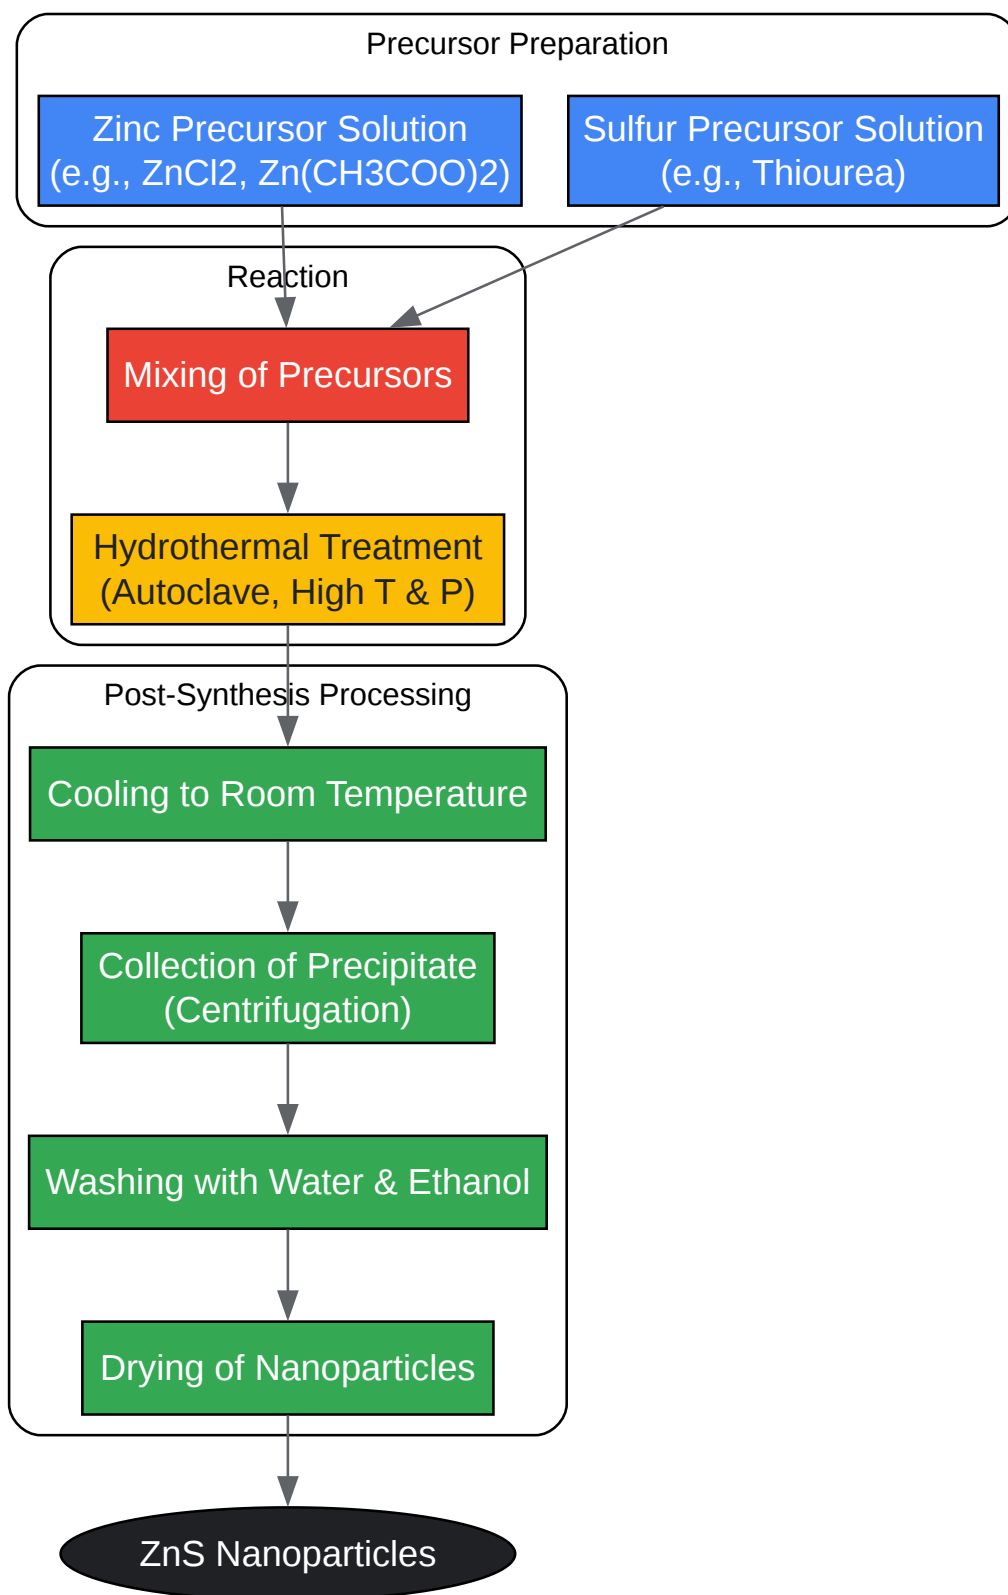 Precursor Preparation
Zinc Precursor Solution
(e.g., ZnCl2, Zn(CH3COO)2)
Sulfur Precursor Solution
(e.g., Thiourea)
Reaction
Mixing of Precursors
Hydrothermal Treatment
(Autoclave, High T & P)
Post-Synthesis Processing
Cooling to Room Temperature
Collection of Precipitate
(Centrifugation)
Washing with Water & Ethanol
Drying of Nanoparticles
ZnS Nanoparticles